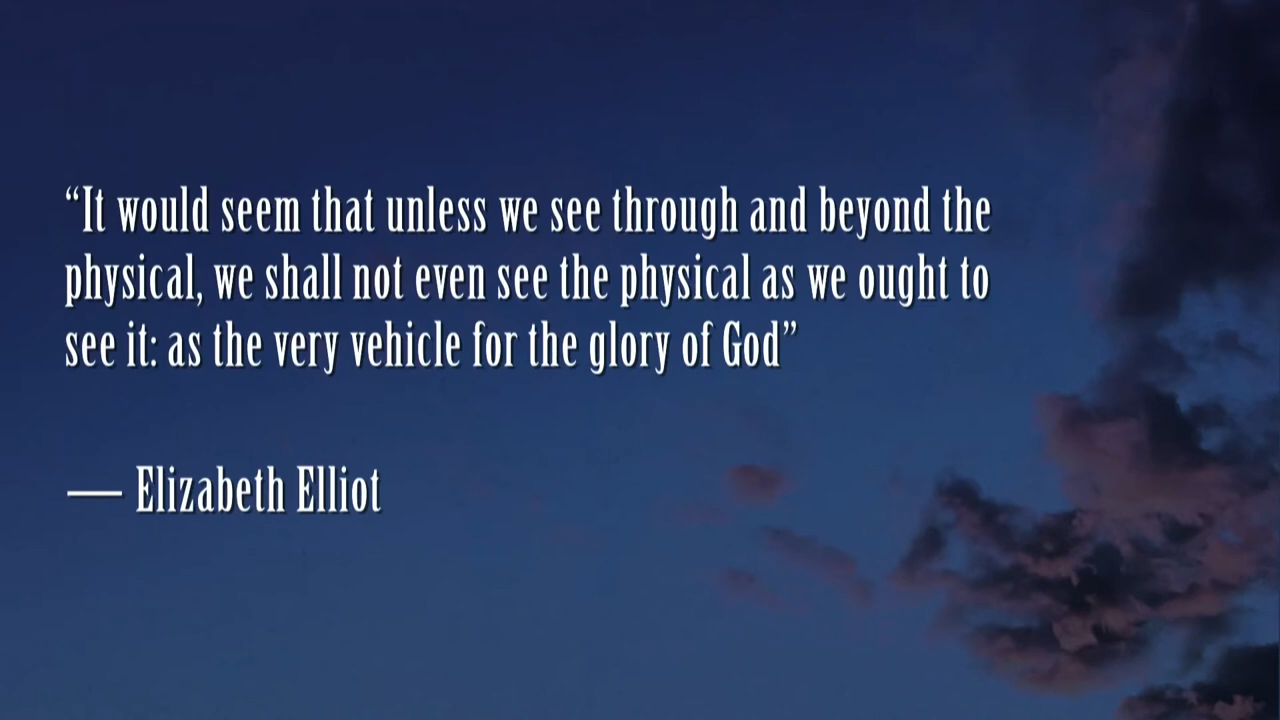 “It would seem that unless we see through and beyond the
physical, we shall not even see the physical as we ought to
see it: as the very vehicle for the glory of God”
— Elizabeth Elliot